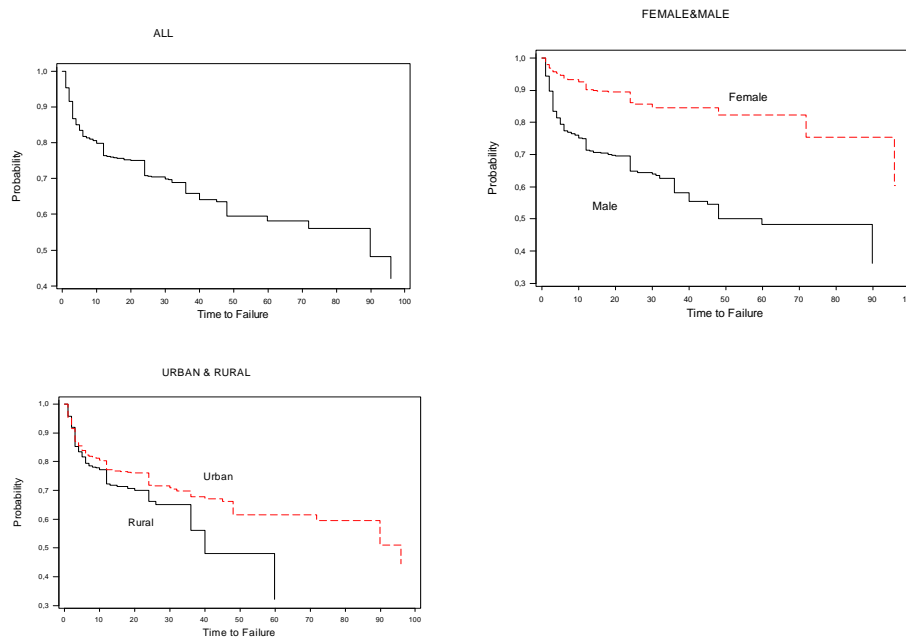 ALL
1,0
0,9
0,8
0,7
0,6
0,5
0,4
Probability
0 10 20 30 40 50 60 70 80 90 100
Time to Failure
FEMALE&MALE
1,0
0,9
0,8
0,7
0,6
0,5
0,4
0,3
Probability
Female
Male
0 10 20 30 40 50 60 70 80 90
Time to Failure
URBAN & RURAL
1,0
0,9
0,8
0,7
0,6
0,5
0,4
0,3
Probability
Urban
Rural
0 10 20 30 40 50 60 70 80 90 100
Time to Failure